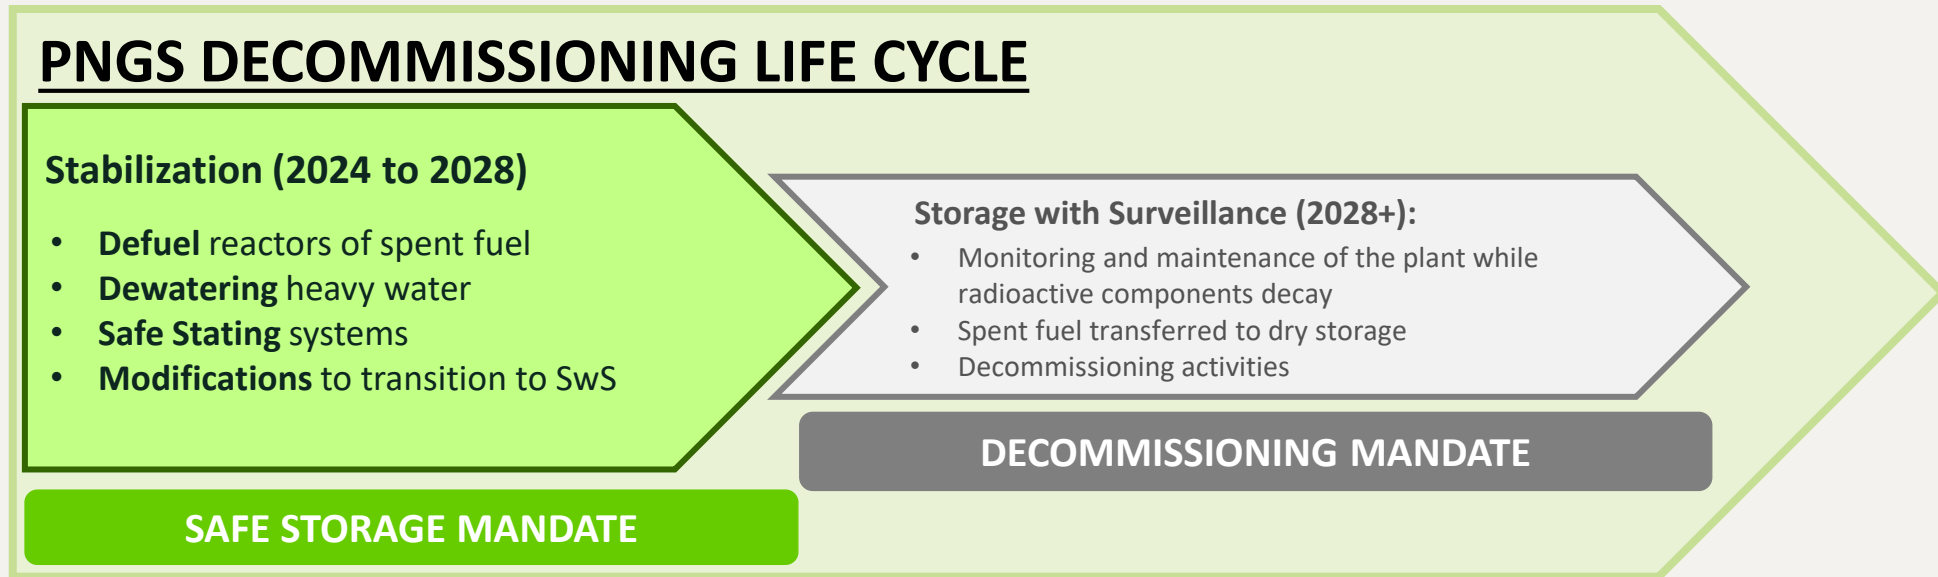 PNGS DECOMMISSIONING LIFE CYCLE
Stabilization (2024 to 2028)
• Defuel reactors of spent fuel
• Dewatering heavy water
• Safe Stating systems
• Modifications to transition to SwS
SAFE STORAGE MANDATE
Storage with Surveillance (2028+):
• Monitoring and maintenance of the plant while
radioactive components decay
• Spent fuel transferred to dry storage
• Decommissioning activities
DECOMMISSIONING MANDATE